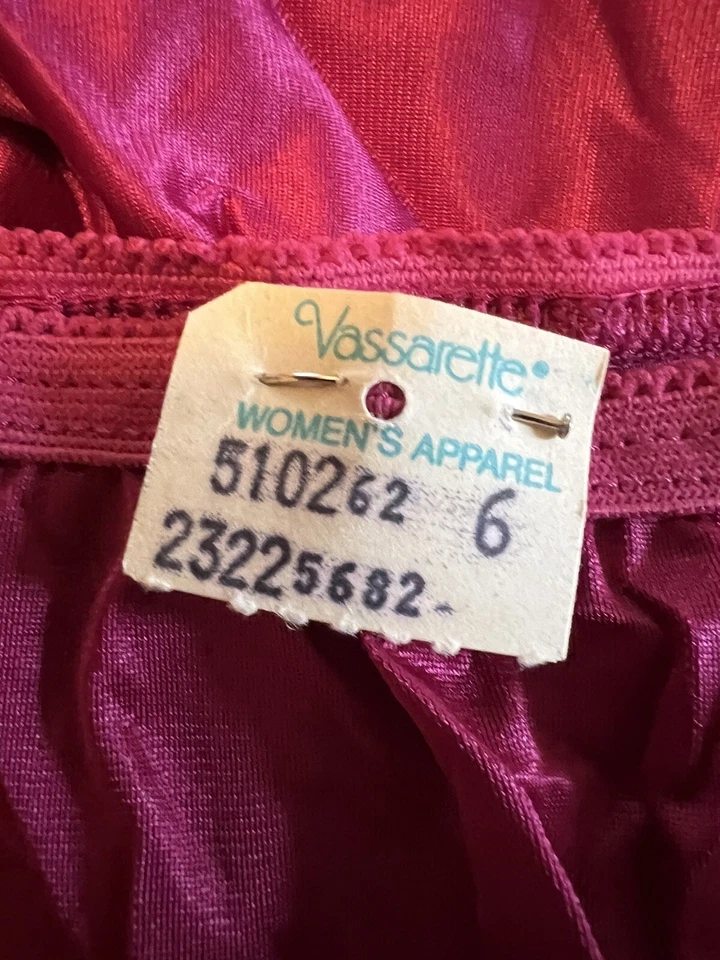 Vassarette
WOMEN'S APPAREL
510262 6
23225682-